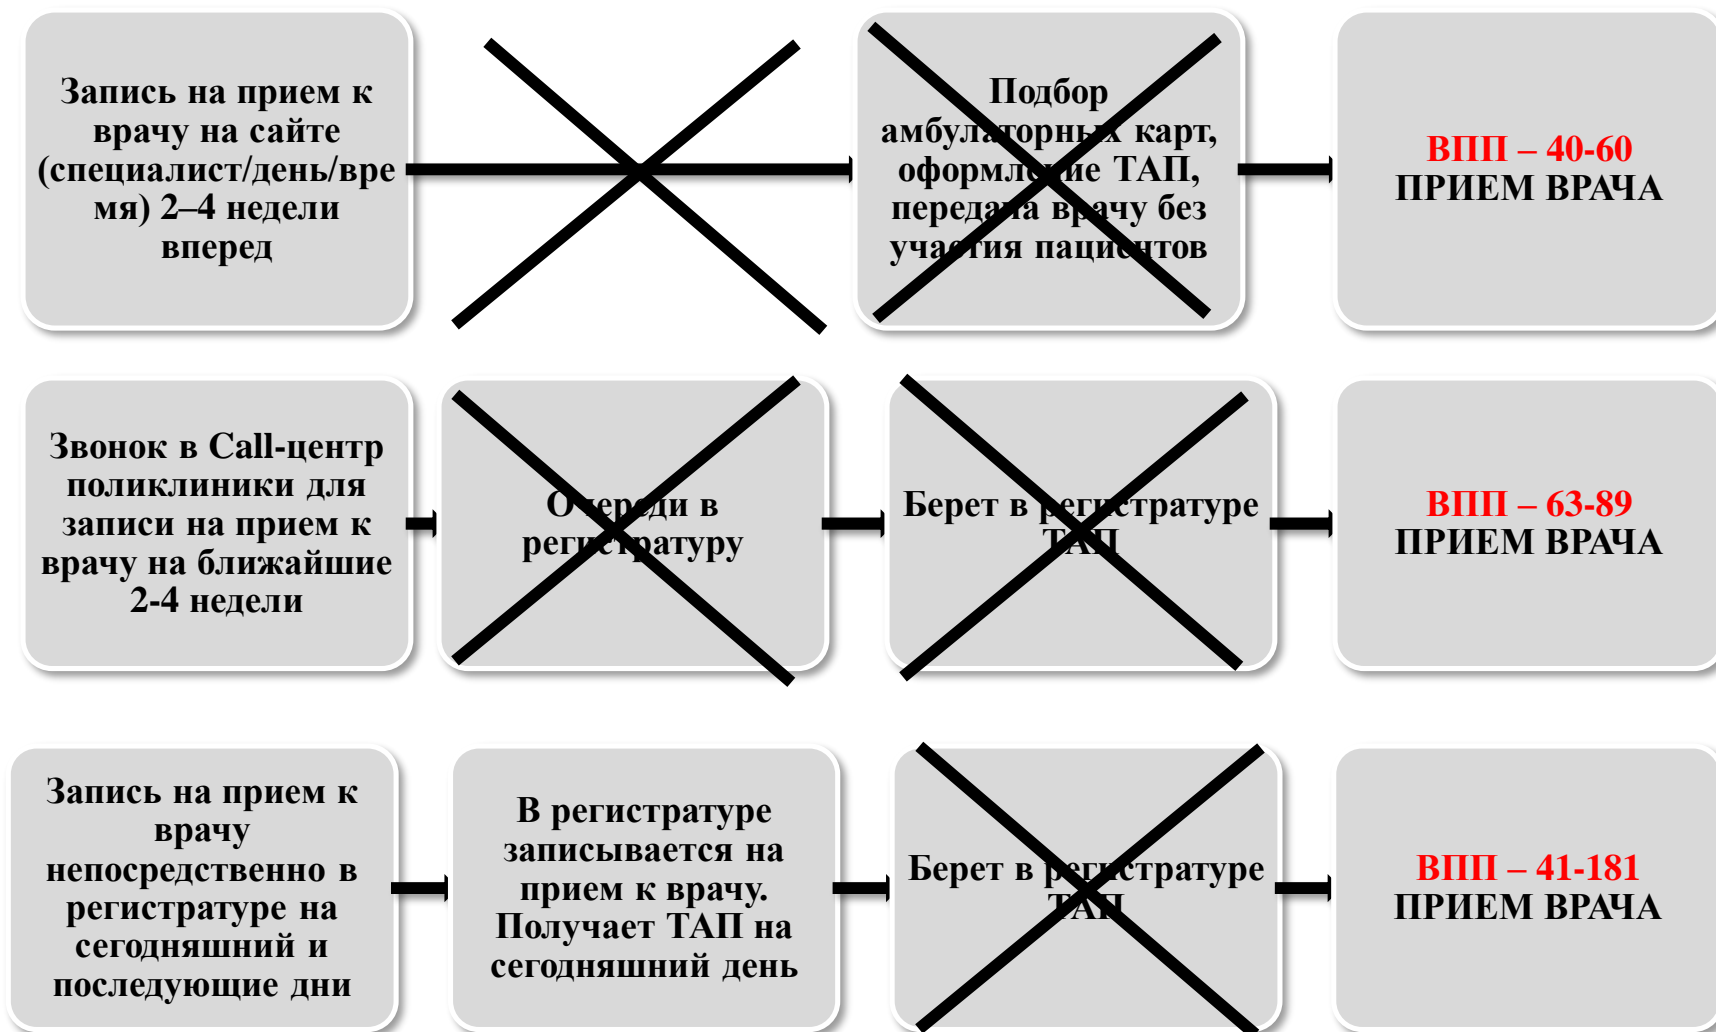 Запись на прием к
врачу на сайте
(специалист/день/вре
мя) 2–4 недели
вперед
Подбор
амбулаторных карт,
оформление ТАП,
передача врачу без
участия пациентов
ВПП – 40-60
ПРИЕМ ВРАЧА
Звонок в Call-центр
поликлиники для
записи на прием к
врачу на ближайшие
2-4 недели
Очереди в
регистратуру
Берет в регистратуре
ТАП
ВПП – 63-89
ПРИЕМ ВРАЧА
Запись на прием к
врачу
непосредственно в
регистратуре на
сегодняшний и
последующие дни
В регистратуре
записывается на
прием к врачу.
Получает ТАП на
сегодняшний день
Берет в регистратуре
ТАП
ВПП – 41-181
ПРИЕМ ВРАЧА